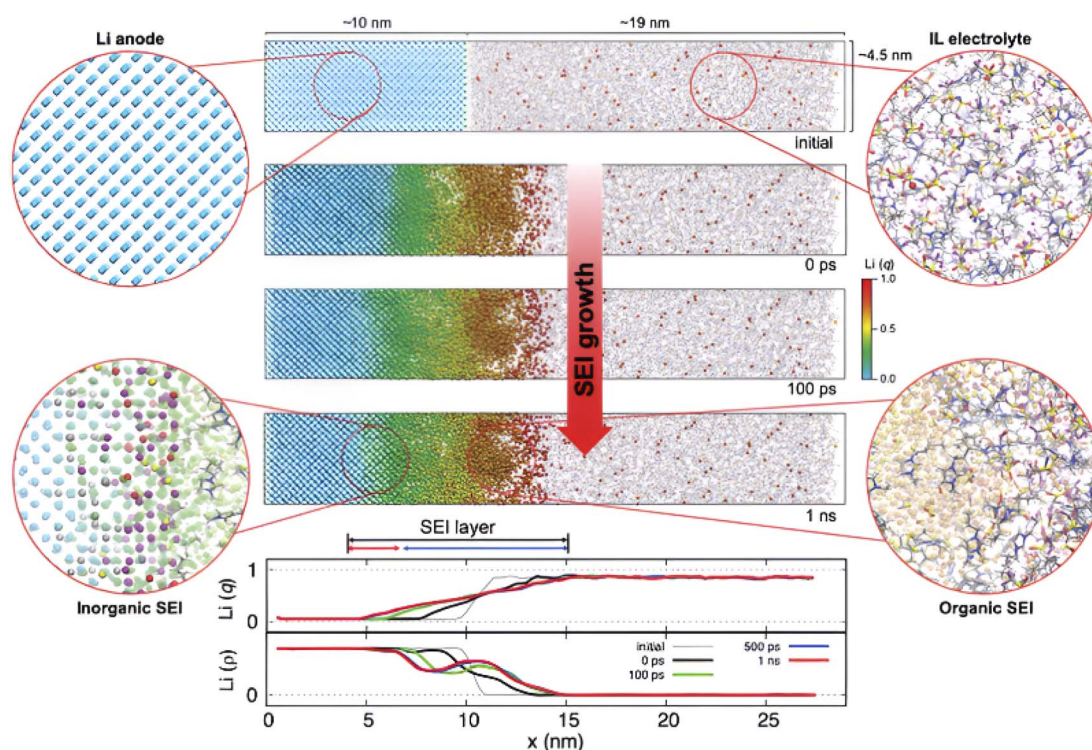 ~10 nm
~19 nm
Li anode
IL electrolyte
~4.5 nm
initial
0 ps
Li (q)
1.0
0.5
0.0
SEI growth
100 ps
1 ns
SEI layer
Inorganic SEI
Organic SEI
Li (q)
1
0
Li (ρ)
0
initial
0 ps
100 ps
500 ps
1 ns
0 5 10 15 20 25
x (nm)